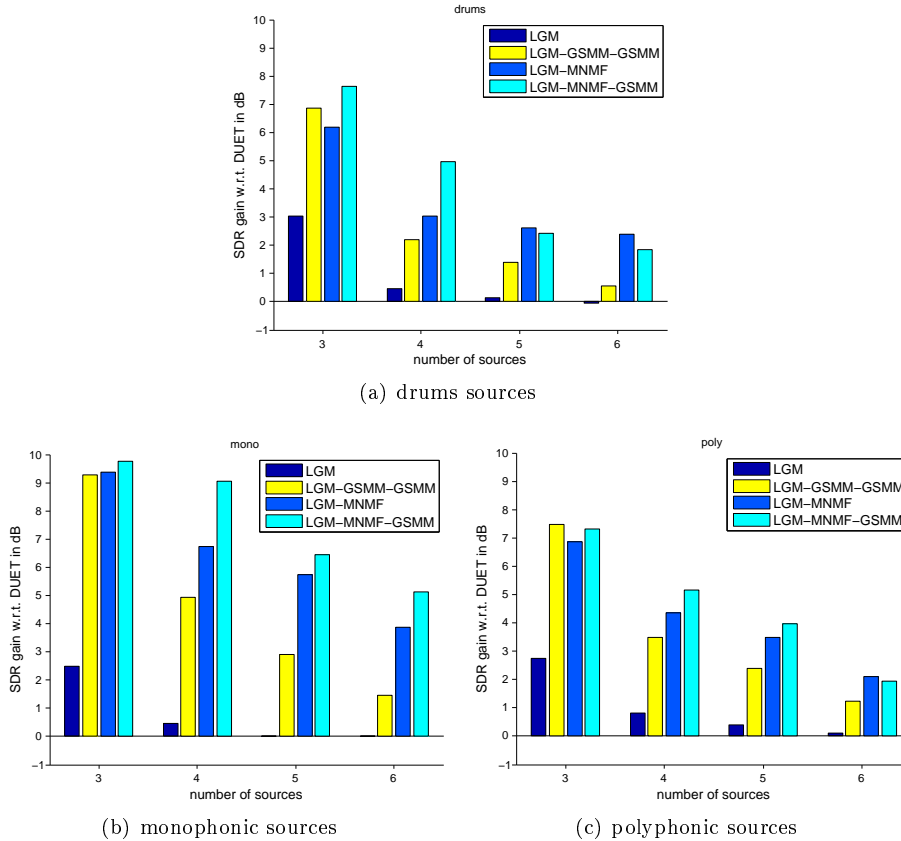 drums
10
9
8
7
6
5
4
3
2
1
0
−1
SDR gain w.r.t. DUET in dB
LGM
LGM−GSMM−GSMM
LGM−MNMF
LGM−MNMF−GSMM
3 4 5 6
number of sources
(a) drums sources
mono
10
9
8
7
6
5
4
3
2
1
0
−1
SDR gain w.r.t. DUET in dB
LGM
LGM−GSMM−GSMM
LGM−MNMF
LGM−MNMF−GSMM
3 4 5 6
number of sources
(b) monophonic sources
poly
10
9
8
7
6
5
4
3
2
1
0
−1
SDR gain w.r.t. DUET in dB
LGM
LGM−GSMM−GSMM
LGM−MNMF
LGM−MNMF−GSMM
3 4 5 6
number of sources
(c) polyphonic sources